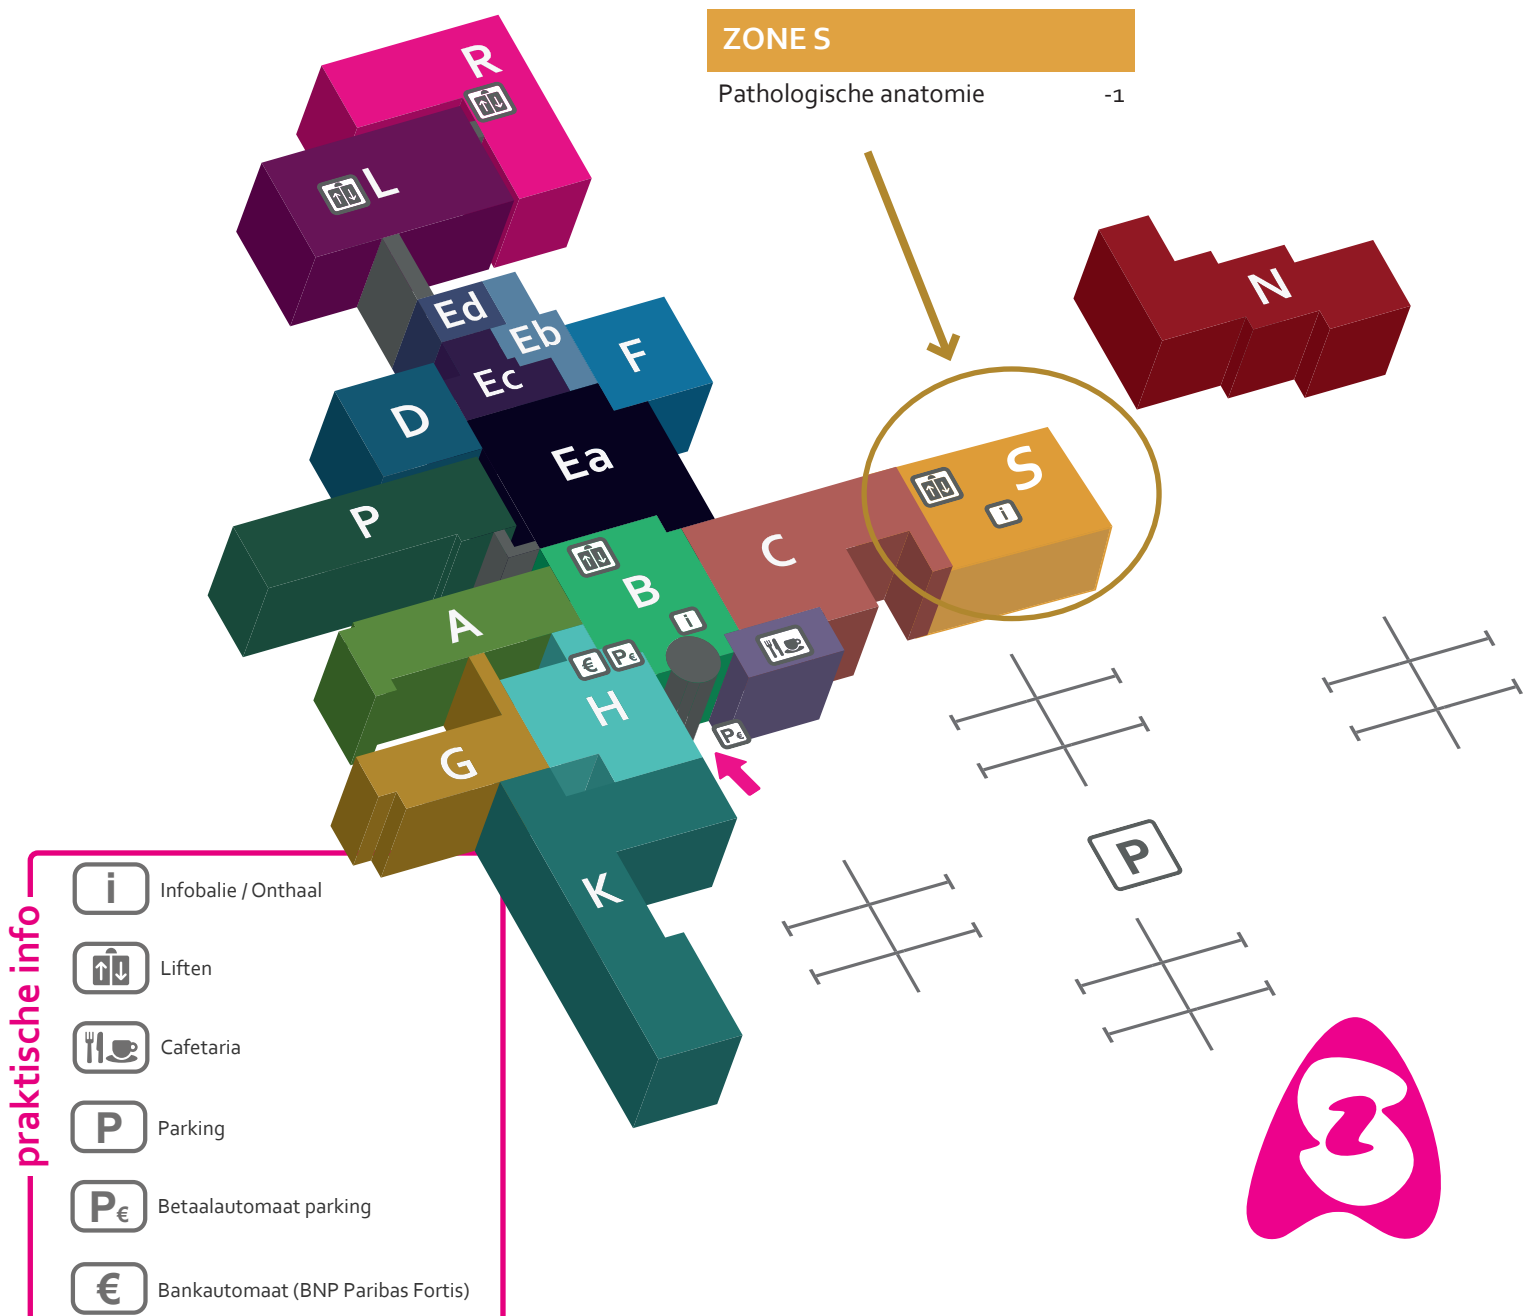 ZONE S
Pathologische anatomie -1
R
L
N
Ed
Eb
F
Ec
D
Ea
S
i
P
C
B
A
i
€ P€
H
P€
G
P
K
praktische info
i Infobalie / Onthaal
Liften
Cafetaria
P Parking
P€ Betaalautomaat parking
€ Bankautomaat (BNP Paribas Fortis)